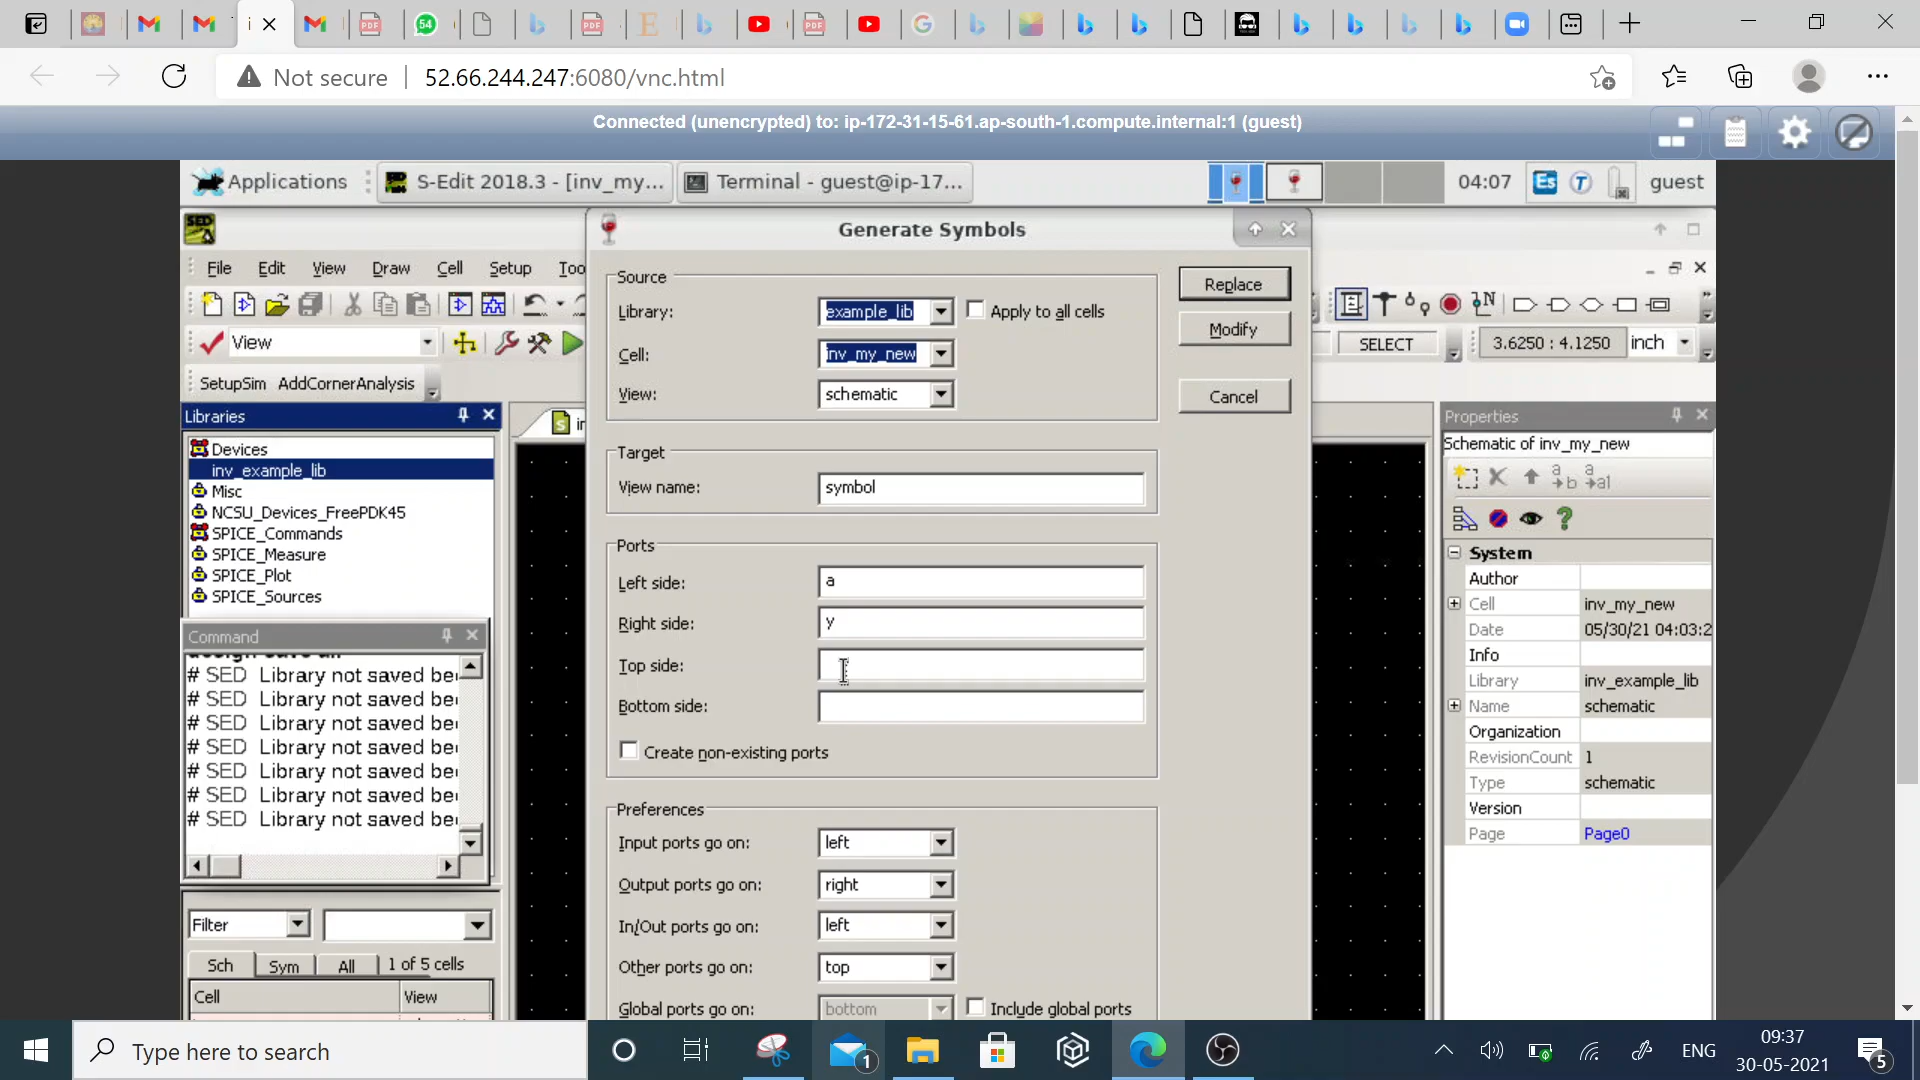 54
Not secure
52.66.244.247:6080/vnc.html
Connected (unencrypted) to: ip-172-31-15-61.ap-south-1.compute.internal:1 (guest)
Applications
S-Edit 2018.3 - [inv_my...
Terminal - guest@ip-17...
04:07
guest
Generate Symbols
File Edit View Draw Cell Setup Too
View
SELECT
3.6250 : 4.1250
inch
SetupSim AddCornerAnalysis
Source
Library:
example_lib
Apply to all cells
Cell:
inv_my_new
View:
schematic
Replace
Modify
Cancel
Libraries
Devices
inv_example_lib
Misc
NCSU_Devices_FreePDK45
SPICE_Commands
SPICE_Measure
SPICE_Plot
SPICE_Sources
Target
View name:
symbol
Ports
Left side:
a
Right side:
y
Top side:
Bottom side:
Create non-existing ports
Command
# SED Library not saved be
# SED Library not saved be
# SED Library not saved be
# SED Library not saved be
# SED Library not saved be
# SED Library not saved be
# SED Library not saved be
Preferences
Input ports go on:
left
Output ports go on:
right
In/Out ports go on:
left
Other ports go on:
top
Global ports go on:
bottom
Include global ports
Filter
Sch Sym All 1 of 5 cells
Cell View
Properties
Schematic of inv_my_new
System
Author
Cell inv_my_new
Date 05/30/21 04:03:2
Info
Library inv_example_lib
Name schematic
Organization
RevisionCount 1
Type schematic
Version
Page Page0
Type here to search
1
ENG
09:37
30-05-2021
5